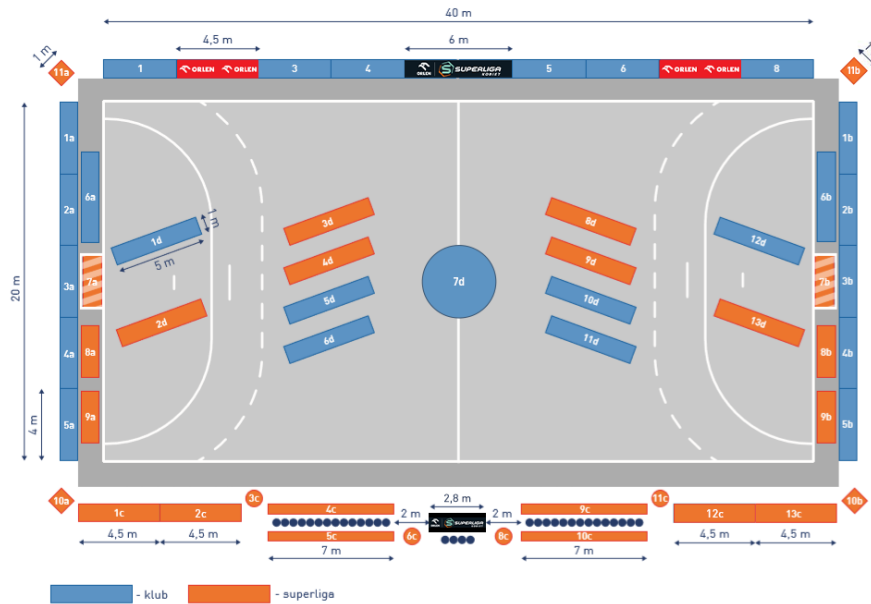 40 m
4,5 m
6 m
1 m
11a
1
ORLEN ORLEN
3
4
ORLEN SUPERLIGA KOBIET
5
6
ORLEN ORLEN
8
11b
1a
1b
6a
6b
2a
2b
3d
8d
1 m
1d
12d
4d
9d
5 m
20 m
3a
7a
7d
7b
3b
5d
10d
2d
13d
6d
11d
4a
8a
8b
4b
4 m
5a
9a
9b
5b
10a
3c
2,8 m
11c
10b
1c
2c
4c
9c
12c
13c
2 m
ORLEN SUPERLIGA KOBIET
2 m
4,5 m
4,5 m
5c
6c
8c
10c
4,5 m
4,5 m
7 m
7 m
- klub
- superliga